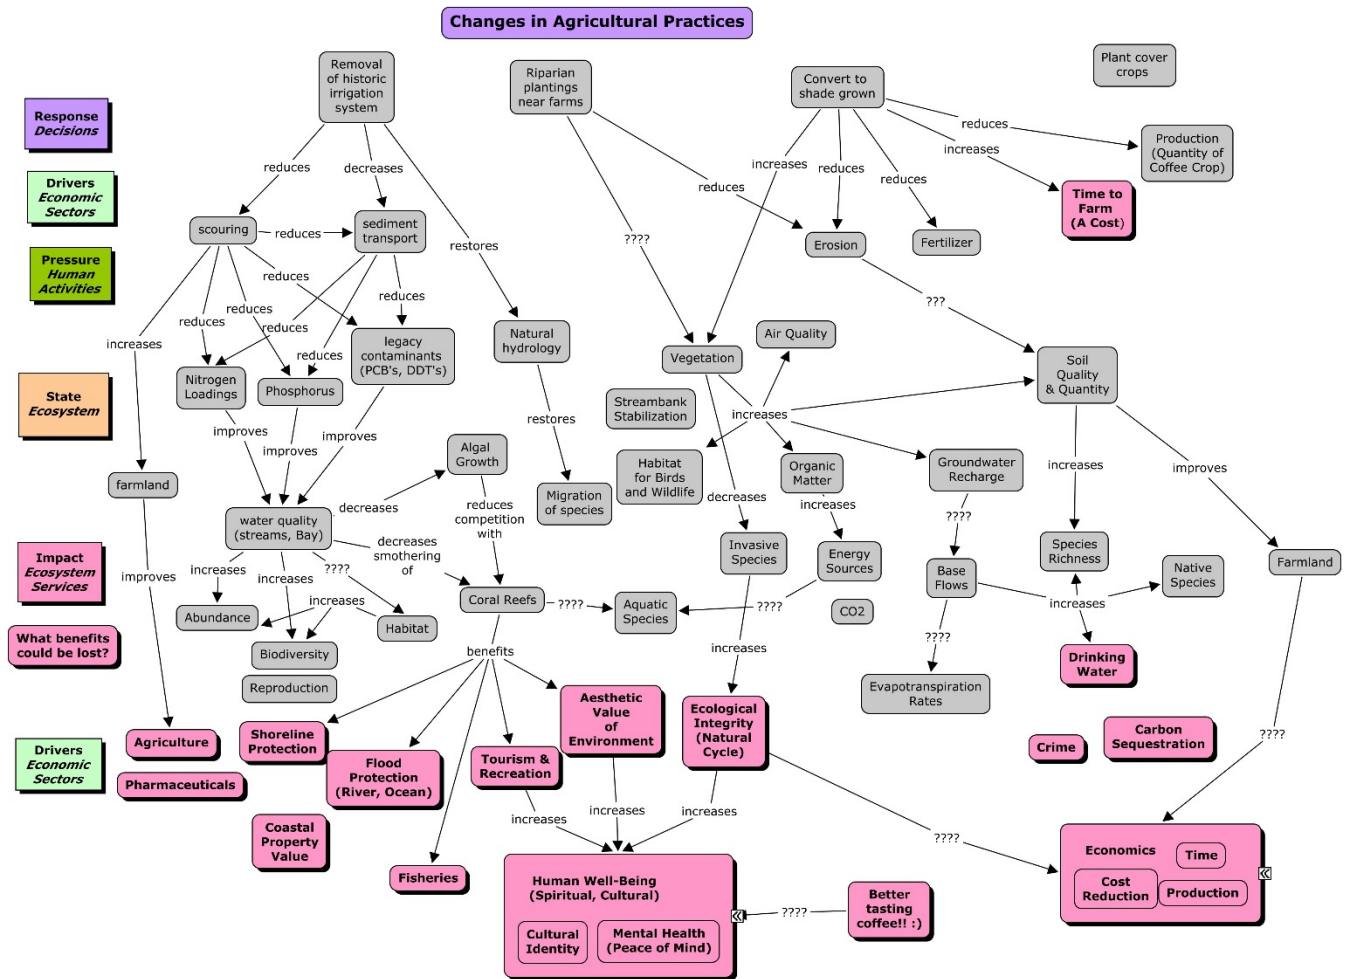 Changes in Agricultural Practices
Removal
of historic
irrigation
system
Riparian
plantings
near farms
Convert to
shade grown
Plant cover
crops
Response
Decisions
Drivers
Economic
Sectors
Pressure
Human
Activities
State
Ecosystem
Impact
Ecosystem
Services
What benefits
could be lost?
Drivers
Economic
Sectors
reduces
decreases
restores
reduces
????
increases
reduces
reduces
increases
reduces
Production
(Quantity of
Coffee Crop)
Time to
Farm
(A Cost)
scouring
reduces
sediment
transport
Erosion
Fertilizer
increases
reduces
reduces
reduces
reduces
reduces
reduces
???
Nitrogen
Loadings
Phosphorus
legacy
contaminants
(PCB's, DDT's)
Natural
hydrology
Vegetation
Air Quality
Soil
Quality
& Quantity
Streambank
Stabilization
increases
restores
improves
improves
improves
Algal
Growth
Migration
of species
Habitat
for Birds
and Wildlife
decreases
Organic
Matter
Groundwater
Recharge
increases
improves
farmland
water quality
(streams, Bay)
decreases
reduces
competition
with
decreases
smothering
of
increases
????
Invasive
Species
Energy
Sources
Base
Flows
Species
Richness
Native
Species
Farmland
improves
increases
increases
????
increases
Abundance
Habitat
Biodiversity
Reproduction
Coral Reefs
????
Aquatic
Species
????
CO2
increases
????
increases
Drinking
Water
Evapotranspiration
Rates
benefits
increases
Agriculture
Pharmaceuticals
Shoreline
Protection
Flood
Protection
(River, Ocean)
Coastal
Property
Value
Fisheries
Tourism &
Recreation
Aesthetic
Value
of
Environment
Ecological
Integrity
(Natural
Cycle)
Crime
Carbon
Sequestration
????
increases
increases
increases
????
Human Well-Being
(Spiritual, Cultural)
Cultural
Identity
Mental Health
(Peace of Mind)
????
Better
tasting
coffee!! :)
Economics
Time
Cost
Reduction
Production